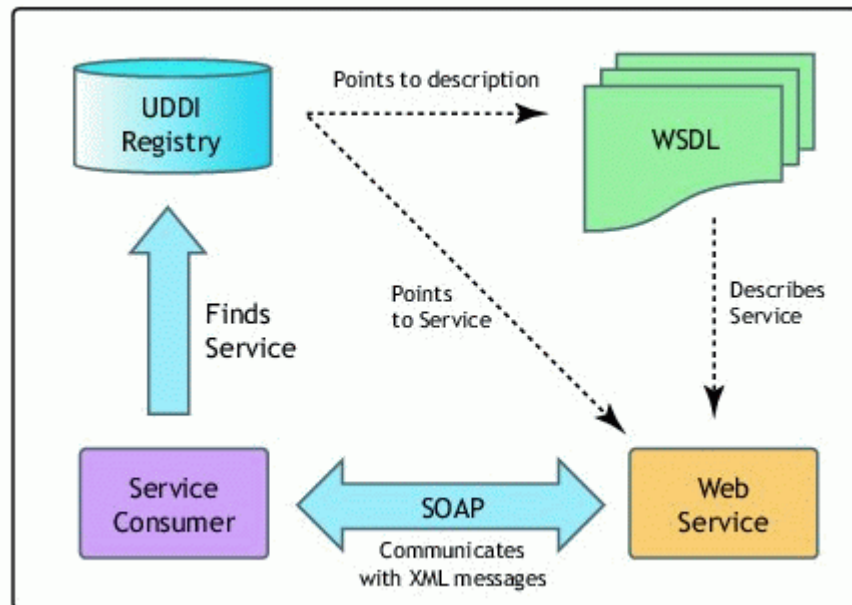 UDDI
Registry
Points to description
WSDL
Finds
Service
Points
to Service
Describes
Service
Service
Consumer
SOAP
Communicates
with XML messages
Web
Service